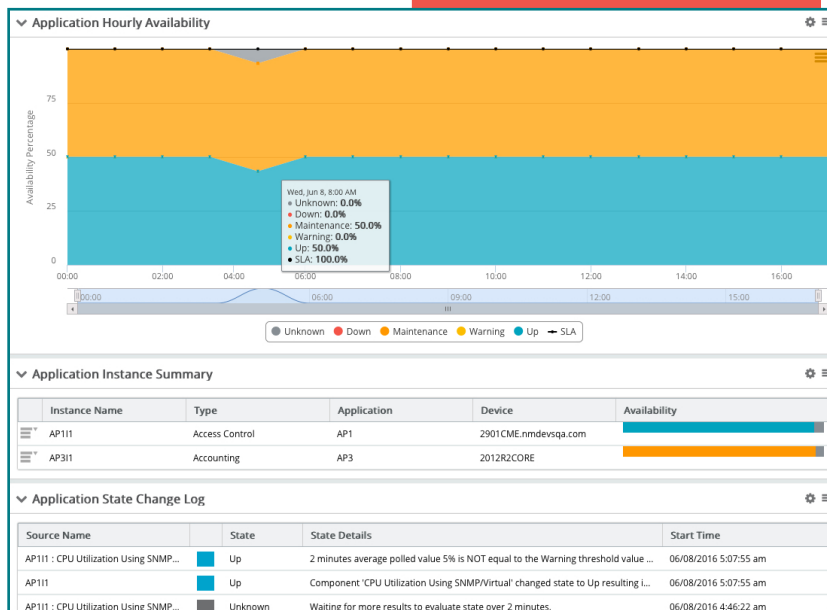 Application Hourly Availability
Availability Percentage
75
50
25
0
Wed, Jun 8, 8:00 AM
Unknown: 0.0%
Down: 0.0%
Maintenance: 50.0%
Warning: 0.0%
Up: 50.0%
SLA: 100.0%
00:00 02:00 04:00 06:00 08:00 10:00 12:00 14:00 16:00
00:00 06:00 09:00 12:00 15:00
Unknown Down Maintenance Warning Up SLA
Application Instance Summary
Instance Name Type Application Device Availability
AP1I1 Access Control AP1 2901CME.nmdevsqa.com
AP3I1 Accounting AP3 2012R2CORE
Application State Change Log
Source Name State State Details Start Time
AP1I1 : CPU Utilization Using SNMP... Up 2 minutes average polled value 5% is NOT equal to the Warning threshold value ... 06/08/2016 5:07:55 am
AP1I1 Up Component 'CPU Utilization Using SNMP/Virtual' changed state to Up resulting i... 06/08/2016 5:07:55 am
AP1I1 : CPU Utilization Using SNMP... Unknown Waiting for more results to evaluate state over 2 minutes. 06/08/2016 4:46:22 am